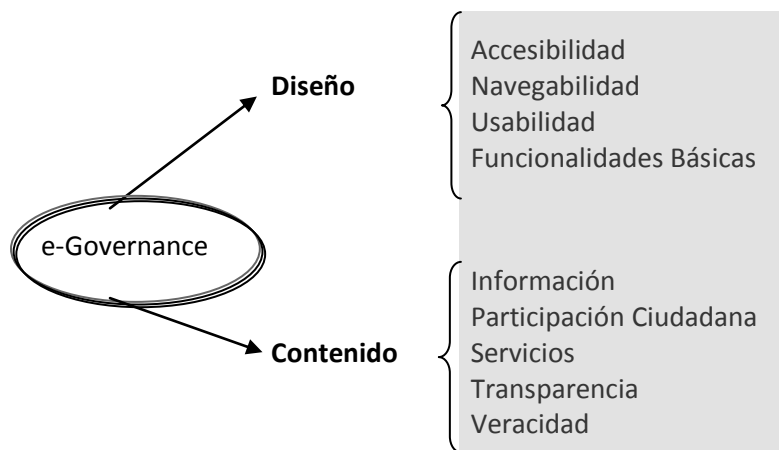 Diseño
Accesibilidad
Navegabilidad
Usabilidad
Funcionalidades Básicas
e-Governance
Contenido
Información
Participación Ciudadana
Servicios
Transparencia
Veracidad